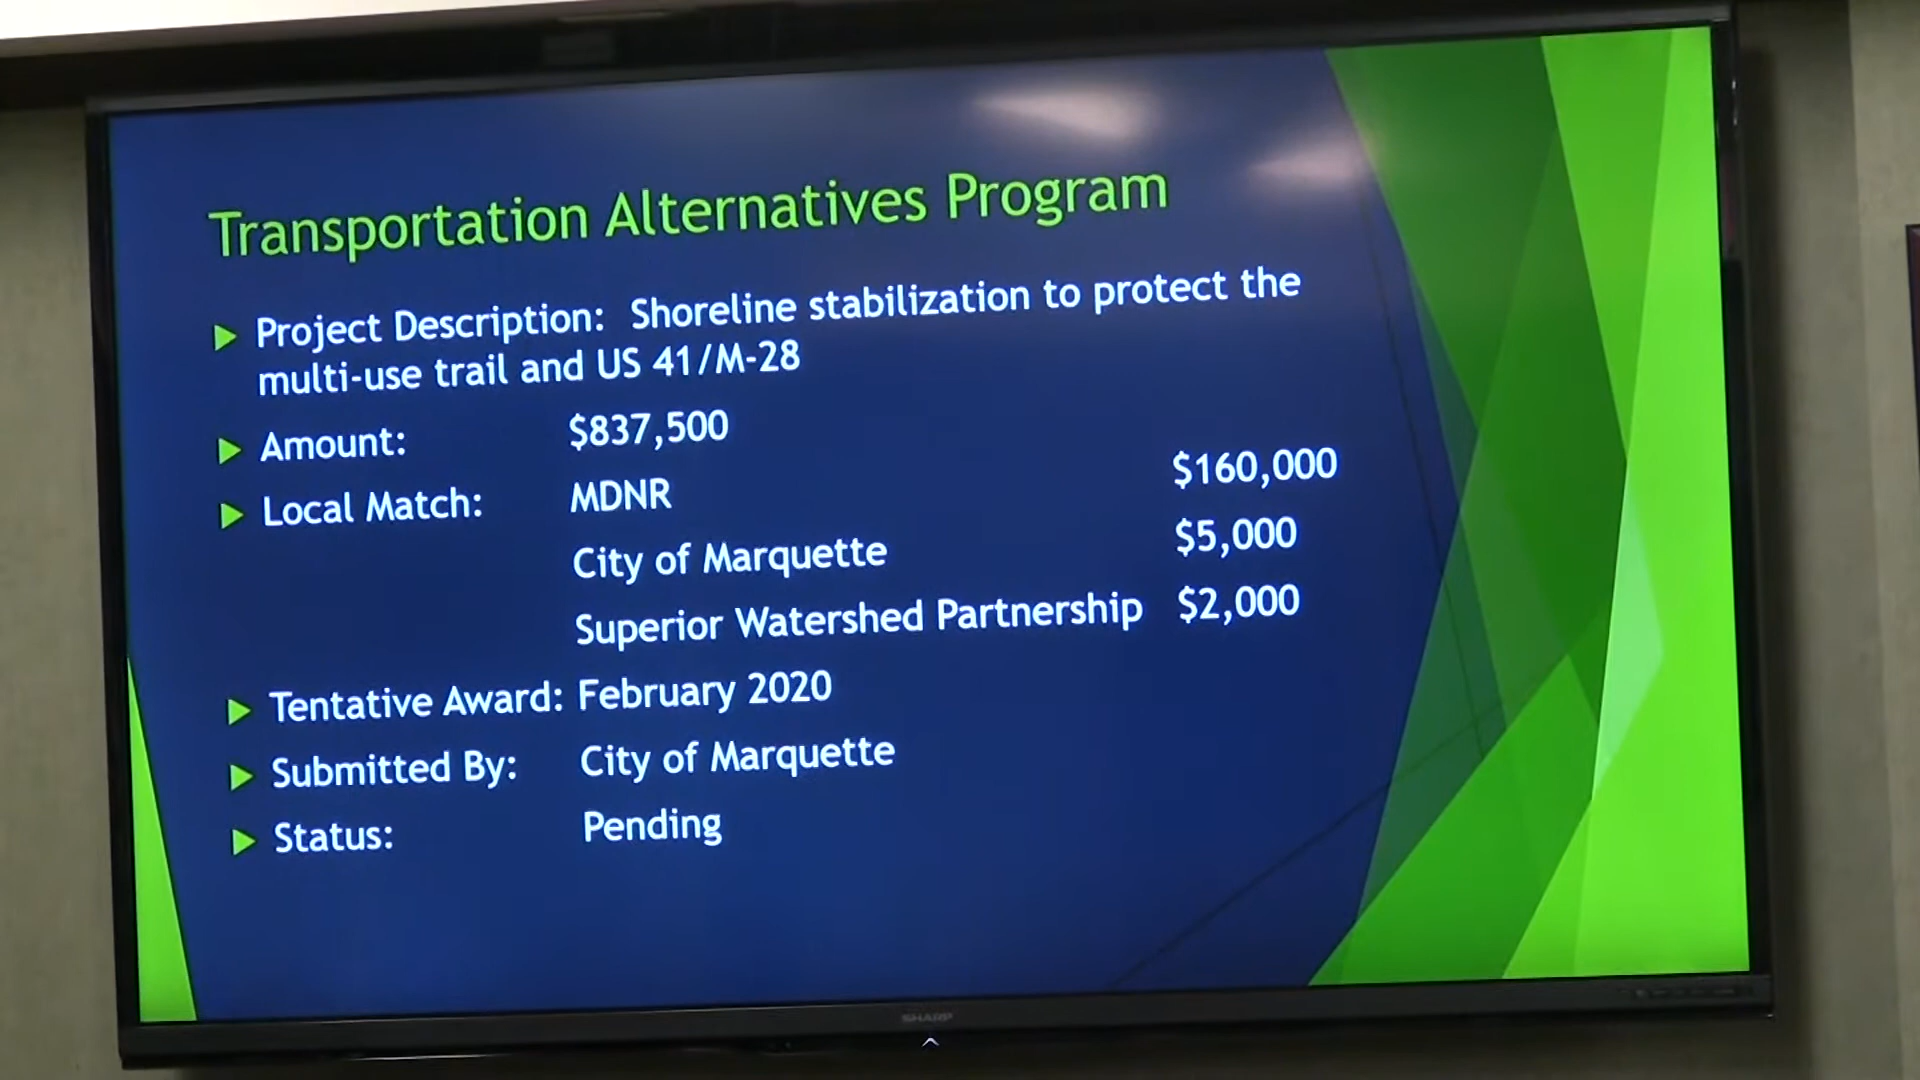 Transportation Alternatives Program
Project Description: Shoreline stabilization to protect the
multi-use trail and US 41/M-28
Amount: $837,500
Local Match: MDNR $160,000
City of Marquette $5,000
Superior Watershed Partnership $2,000
Tentative Award: February 2020
Submitted By: City of Marquette
Status: Pending
SHARP